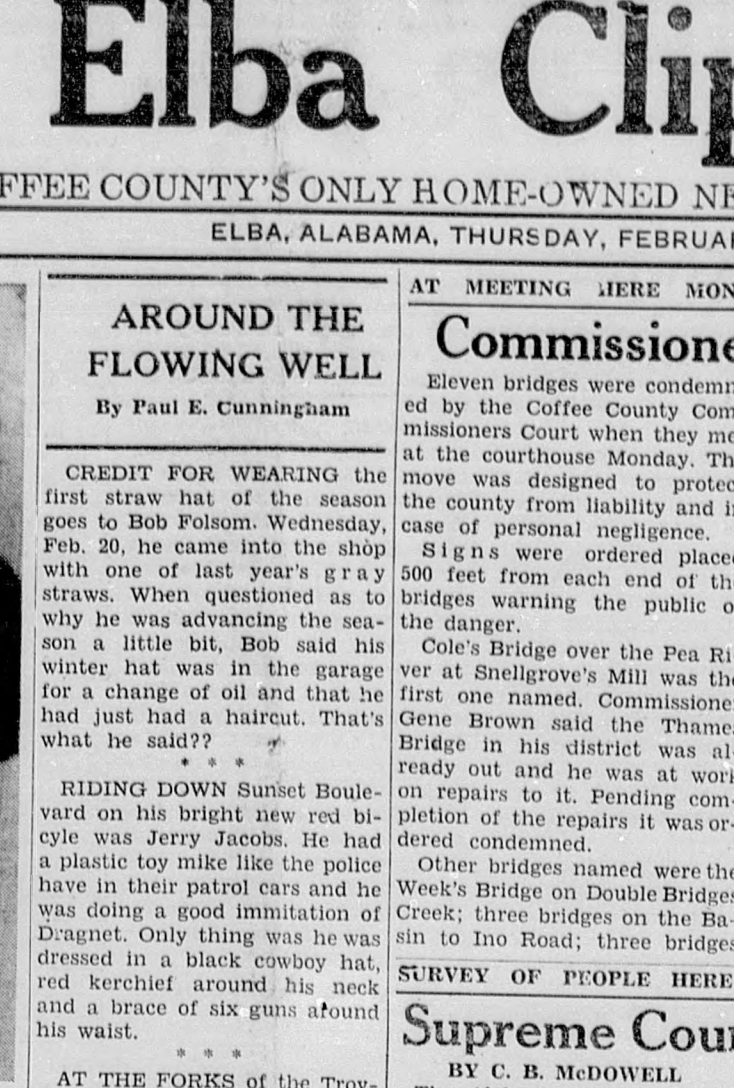 Elba Clip
FFEE COUNTY'S ONLY HOME-OWNED NE
ELBA, ALABAMA, THURSDAY, FEBRUAR
AROUND THE
FLOWING WELL
By Paul E. Cunningham
CREDIT FOR WEARING the
first straw hat of the season
goes to Bob Folsom. Wednesday,
Feb. 20, he came into the shop
with one of last year's gray
straws. When questioned as to
why he was advancing the sea-
son a little bit, Bob said his
winter hat was in the garage
for a change of oil and that he
had just had a haircut. That's
what he said??
* * *
RIDING DOWN Sunset Boule-
vard on his bright new red bi-
cyle was Jerry Jacobs. He had
a plastic toy mike like the police
have in their patrol cars and he
was doing a good immitation of
Dragnet. Only thing was he was
dressed in a black cowboy hat,
red kerchief around his neck
and a brace of six guns around
his waist.
* * *
AT THE FORKS of the Troy-
AT MEETING HERE MON
Commissione
Eleven bridges were condemn
ed by the Coffee County Com
missioners Court when they me
at the courthouse Monday. Th
move was designed to protec
the county from liability and i
case of personal negligence.
Signs were ordered place
500 feet from each end of th
bridges warning the public o
the danger.
Cole's Bridge over the Pea Ri
ver at Snellgrove's Mill was the
first one named. Commissione
Gene Brown said the Thame
Bridge in his district was al
ready out and he was at work
on repairs to it. Pending com-
pletion of the repairs it was or-
dered condemned.
Other bridges named were the
Week's Bridge on Double Bridges
Creek; three bridges on the Ba-
sin to Ino Road; three bridges
SURVEY OF PEOPLE HERE
Supreme Cour
BY C. B. McDOWELL